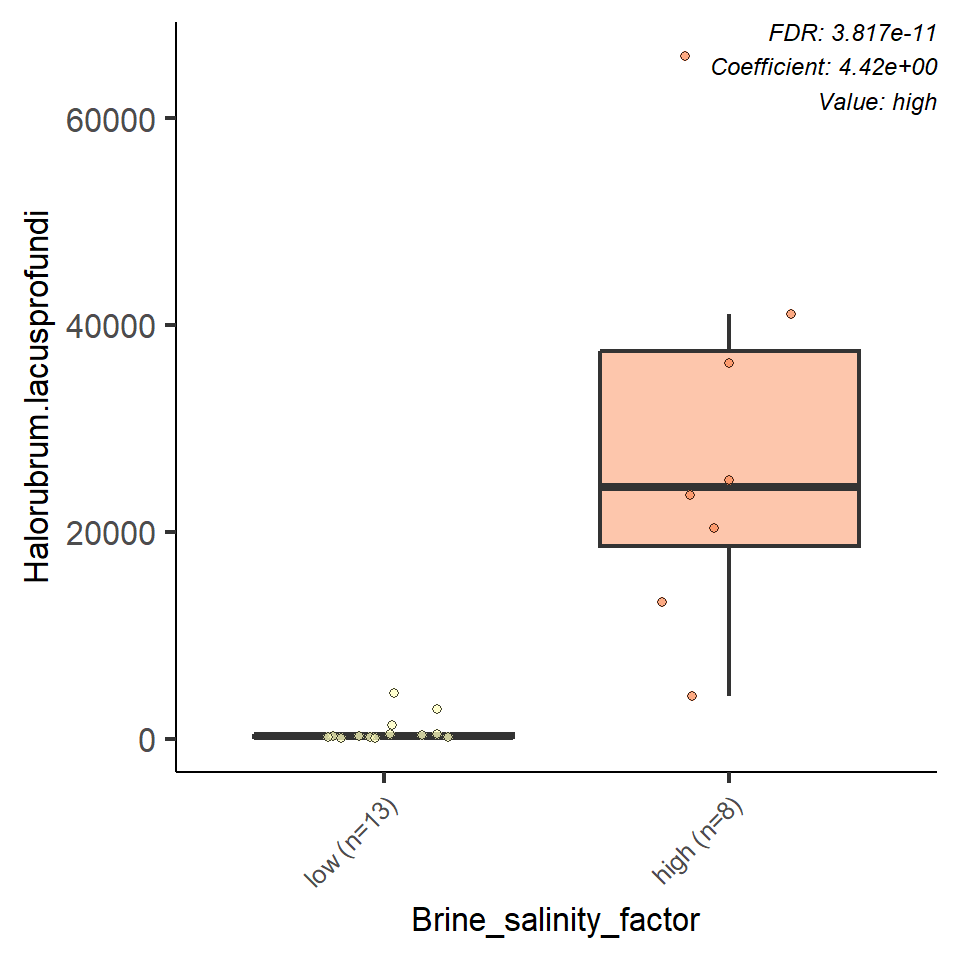 FDR: 3.817e-11
Coefficient: 4.42e+00
Value: high
60000
40000
20000
0
Halorubrum.lacusprofundi
low (n=13)
high (n=8)
Brine_salinity_factor